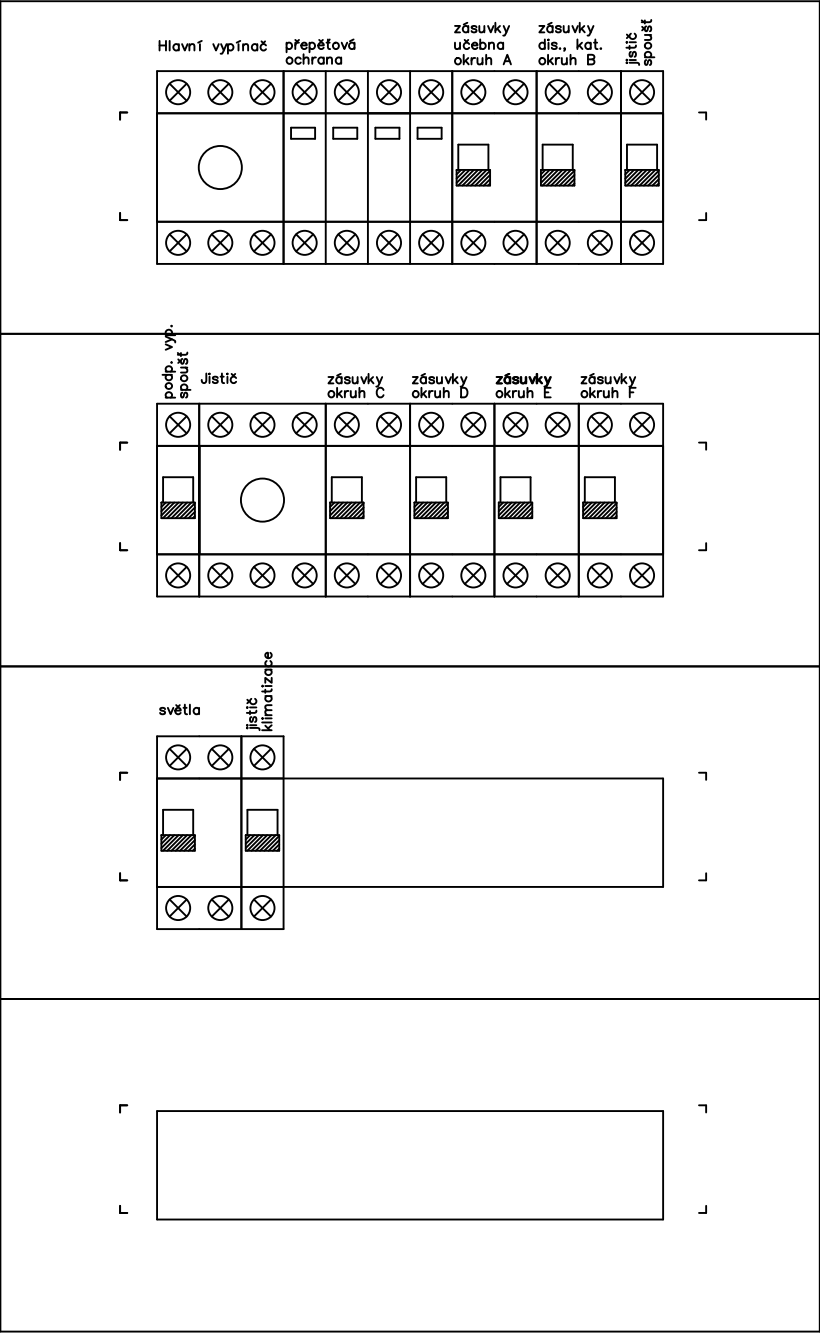 Hlavní vypínač
přepěťová
ochrana
zásuvky
učebna
okruh A
zásuvky
dis., kat.
okruh B
jistič
spoušť
podp. vyp.
spoušť
Jistič
zásuvky
okruh C
zásuvky
okruh D
zásuvky
okruh E
zásuvky
okruh F
světla
jistič
klimatizace